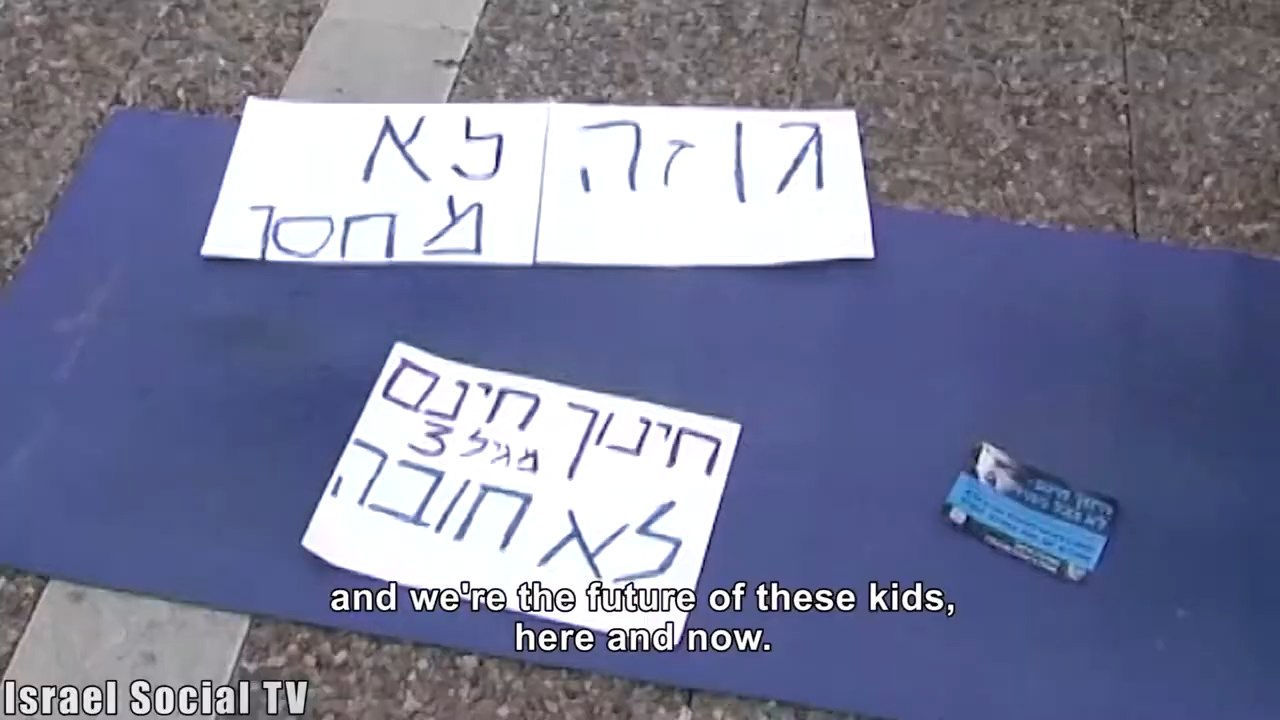 גוזה
לא
מחסר
חינוך חינם
מגיל 3
לא חובה
and we're the future of these kids,
here and now.
Israel Social TV